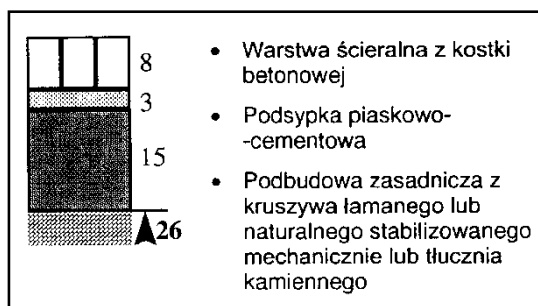 8
3
15
26
• Warstwa ścieralna z kostki
betonowej
• Podsypka piaskowo-
-cementowa
• Podbudowa zasadnicza z
kruszywa łamanego lub
naturalnego stabilizowanego
mechanicznie lub tłucznia
kamiennego